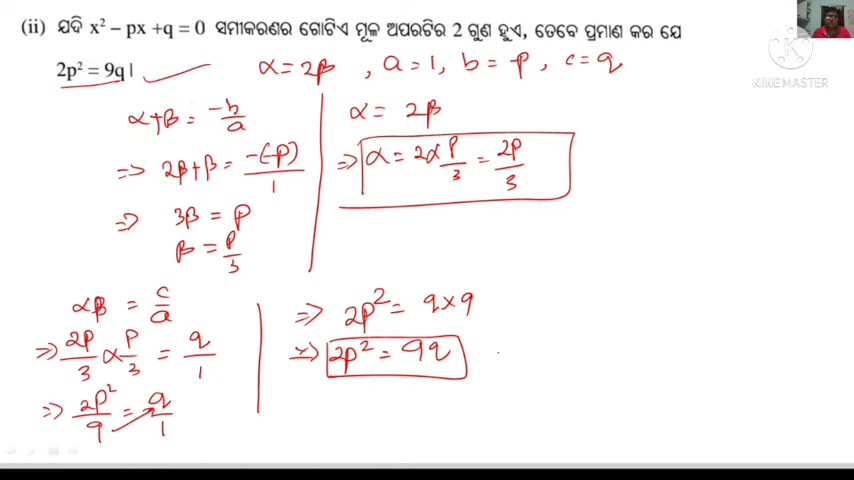 (ii) ଯଦି x² – px +q = 0 ସମୀକରଣର ଗୋଟିଏ ମୂଳ ଅପରଟିର 2 ଗୁଣ ହୁଏ, ତେବେ ପ୍ରମାଣ କର ଯେ
2p² = 9q।
α = 2β , a = 1, b = -p, c = q
α+β = -b/a
⇒ 2β+β = -(-p)/1
⇒ 3β = p
β = p/3
α = 2β
⇒ α = 2× p/3 = 2p/3
αβ = c/a
⇒ 2p/3 × p/3 = q/1
⇒ 2p²/9 = q/1
⇒ 2p² = q×9
⇒ 2p² = 9q
KINEMASTER